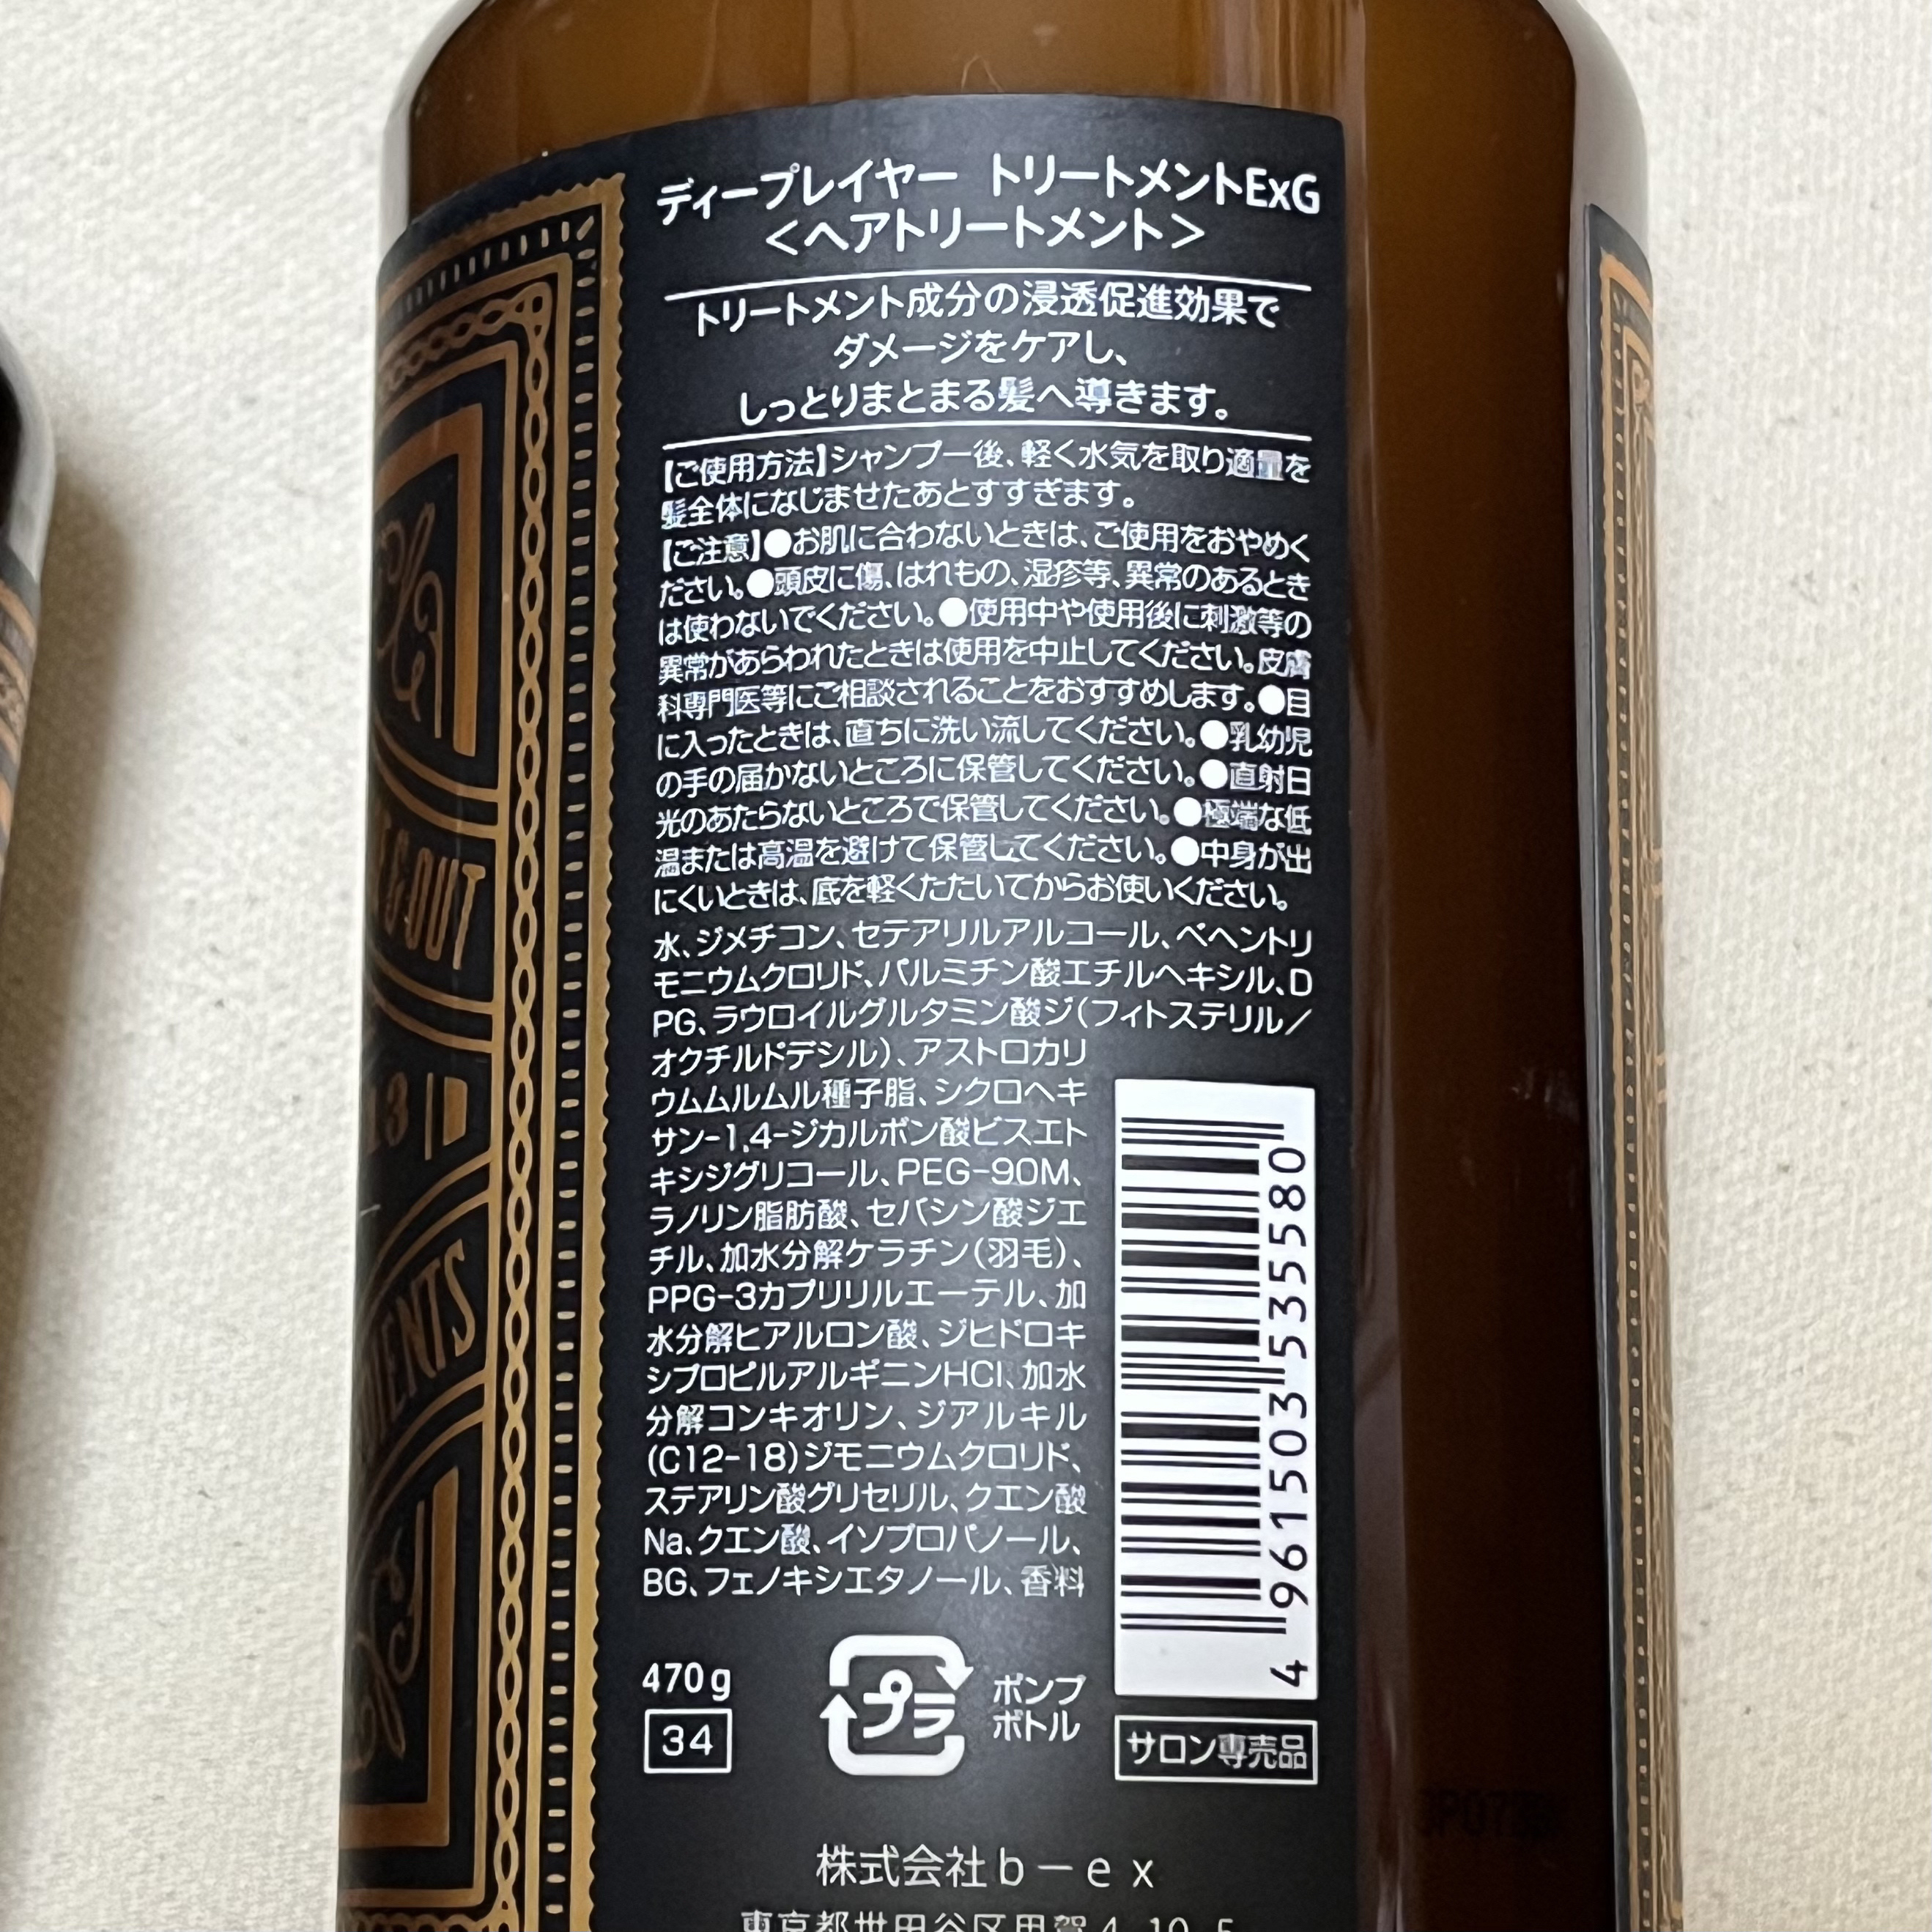 ディープレイヤー トリートメントExG
<ヘアトリートメント>
トリートメント成分の浸透促進効果で
ダメージをケアし、
しっとりまとまる髪へ導きます。
【ご使用方法】シャンプー後、軽く水気を取り適量を
髪全体になじませたあとすすぎます。
【ご注意】●お肌に合わないときは、ご使用をおやめく
ださい。●頭皮に傷、はれもの、湿疹等、異常のあるとき
は使わないでください。●使用中や使用後に刺激等の
異常があらわれたときは使用を中止してください。皮膚
科専門医等にご相談されることをおすすめします。●目
に入ったときは、直ちに洗い流してください。●乳幼児
の手の届かないところに保管してください。●直射日
光のあたらないところで保管してください。●極端な低
温または高温を避けて保管してください。●中身が出
にくいときは、底を軽くたたいてからお使いください。
水、ジメチコン、セテアリルアルコール、ベヘントリ
モニウムクロリド、パルミチン酸エチルヘキシル、D
PG、ラウロイルグルタミン酸ジ(フィトステリル/
オクチルドデシル)、アストロカリ
ウムムルムル種子脂、シクロヘキ
サン-1,4-ジカルボン酸ビスエト
キシジグリコール、PEG-90M、
ラノリン脂肪酸、セバシン酸ジエ
チル、加水分解ケラチン(羽毛)、
PPG-3カプリリルエーテル、加
水分解ヒアルロン酸、ジヒドロキ
シプロピルアルギニンHCl、加水
分解コンキオリン、ジアルキル
(C12-18)ジモニウムクロリド、
ステアリン酸グリセリル、クエン酸
Na、クエン酸、イソプロパノール、
BG、フェノキシエタノール、香料
4 961503 535580
470g
34
プラ
ポンプ
ボトル
サロン専売品
株式会社b-ex
東京都世田谷区用賀4-10-5
&OUT
13